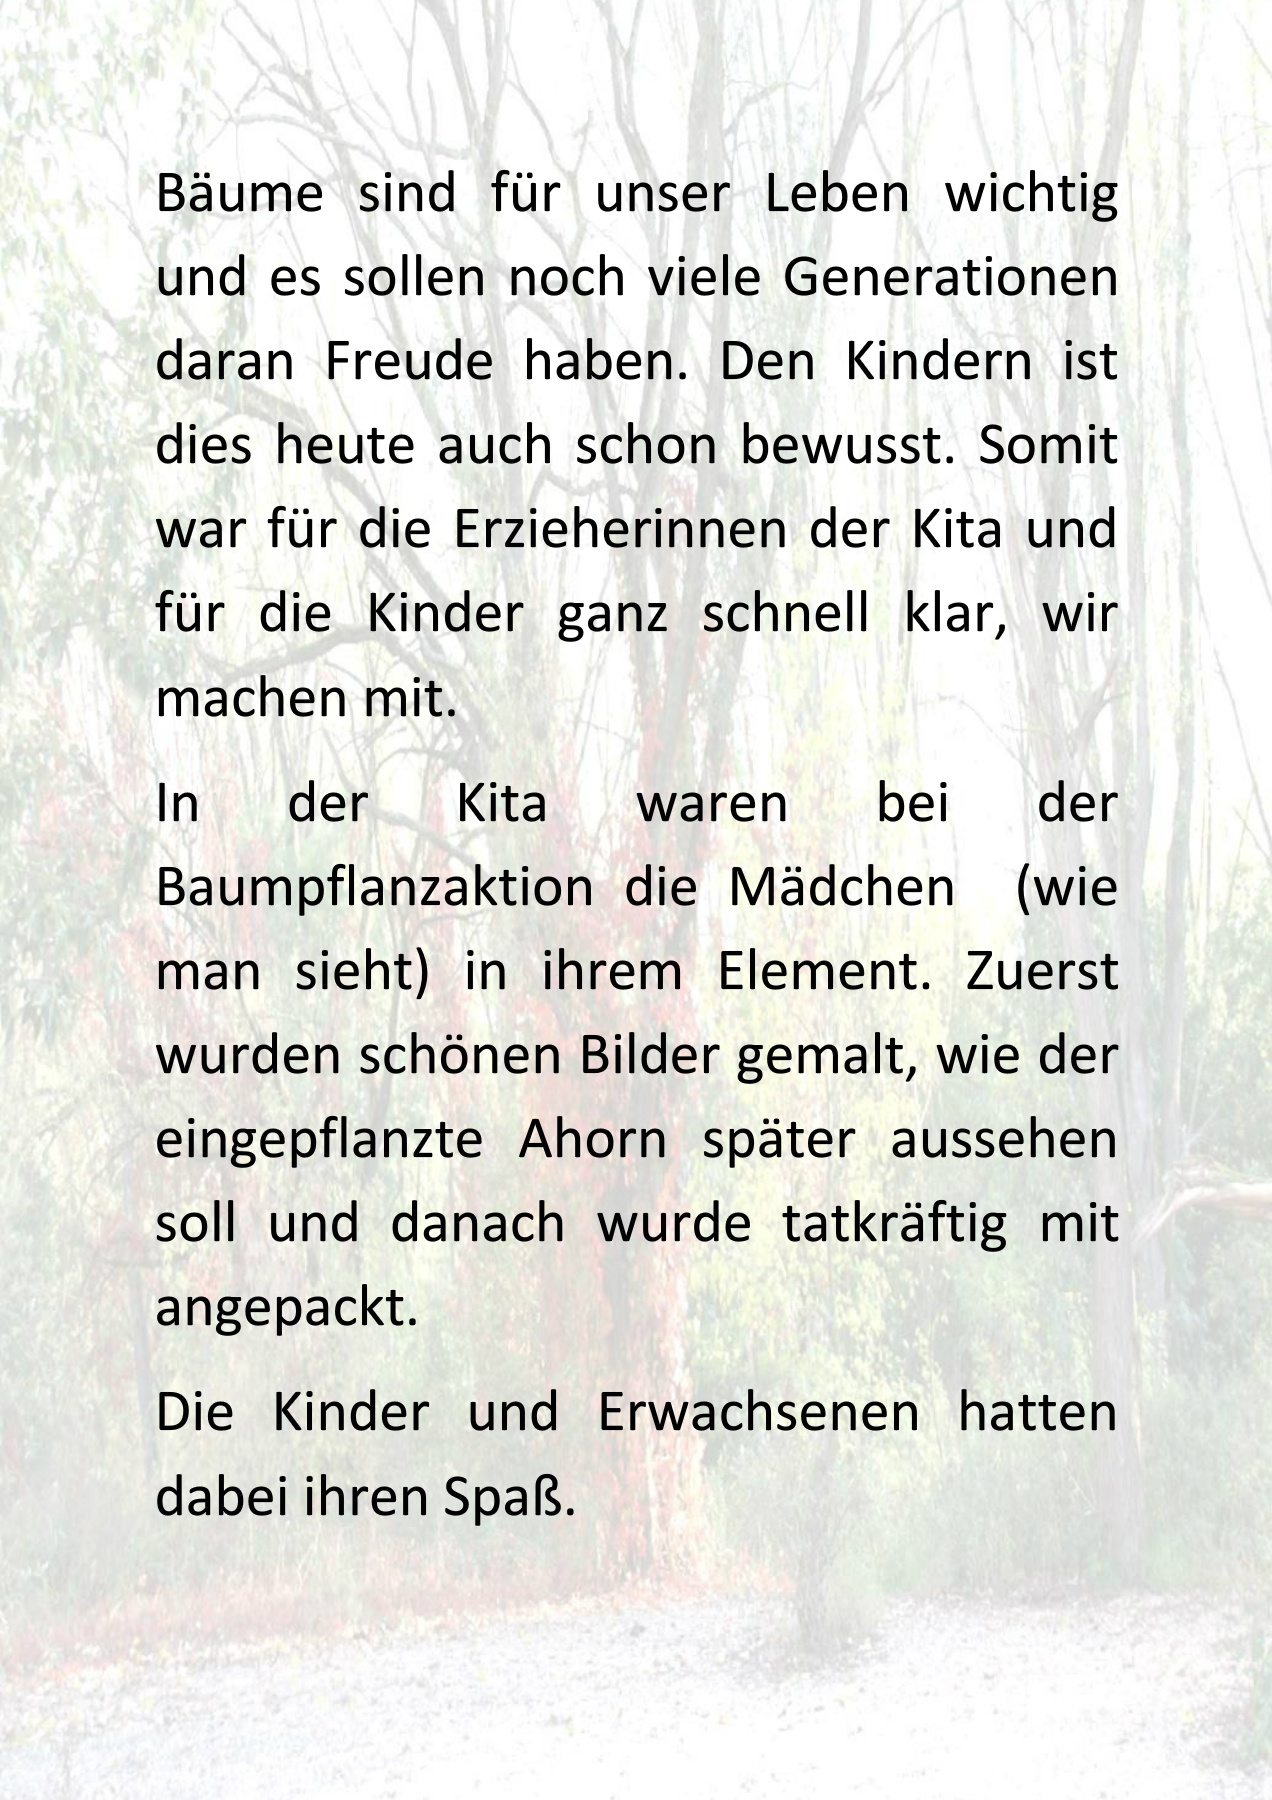 Bäume sind für unser Leben wichtig
und es sollen noch viele Generationen
daran Freude haben. Den Kindern ist
dies heute auch schon bewusst. Somit
war für die Erzieherinnen der Kita und
für die Kinder ganz schnell klar, wir
machen mit.
In der Kita waren bei der
Baumpflanzaktion die Mädchen (wie
man sieht) in ihrem Element. Zuerst
wurden schönen Bilder gemalt, wie der
eingepflanzte Ahorn später aussehen
soll und danach wurde tatkräftig mit
angepackt.
Die Kinder und Erwachsenen hatten
dabei ihren Spaß.